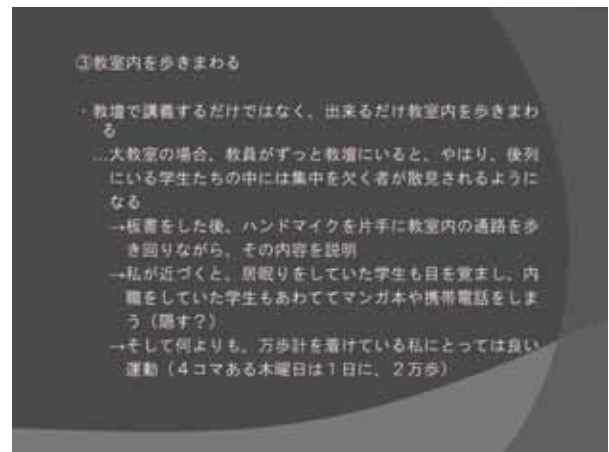 ③教室内を歩きまわる
・教壇で講義するだけではなく、出来るだけ教室内を歩きまわ
る
…大教室の場合、教員がずっと教壇にいると、やはり、後列
にいる学生たちの中には集中を欠く者が散見されるように
なる
→板書をした後、ハンドマイクを片手に教室内の通路を歩
き回りながら、その内容を説明
→私が近づくと、居眠りをしていた学生も目を覚まし、内
職をしていた学生もあわててマンガ本や携帯電話をしま
う（隠す？）
→そして何よりも、万歩計を着けている私にとっては良い
運動（４コマある木曜日は１日に、２万歩）